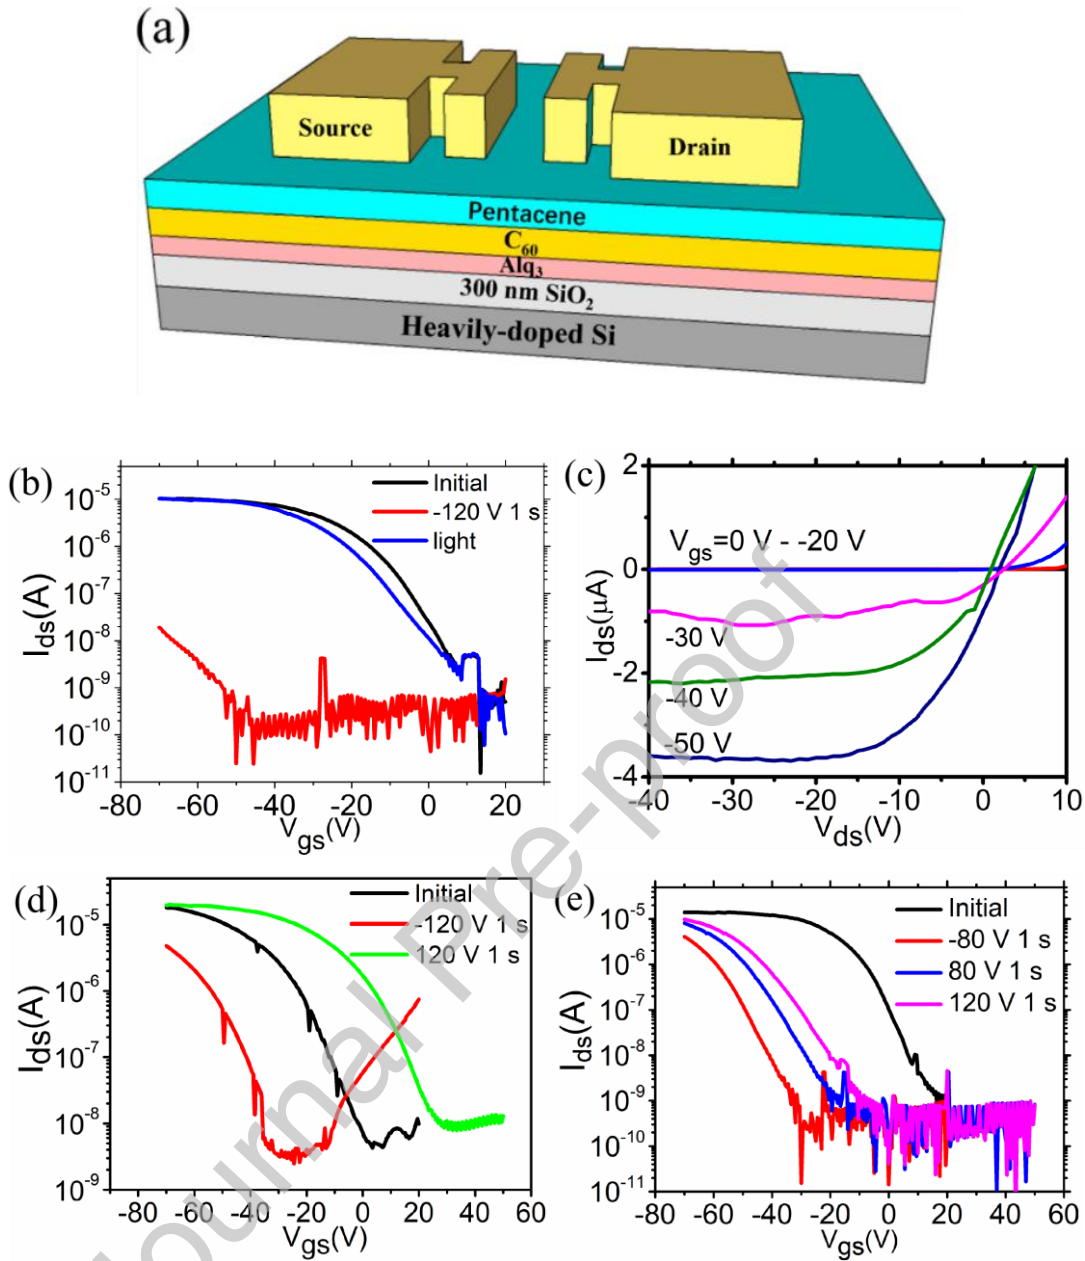 (a)
Source
Drain
Pentacene
C60
Alq3
300 nm SiO2
Heavily-doped Si
(b)
Initial
-120 V 1 s
light
10-5
10-6
10-7
10-8
10-9
10-10
10-11
Ids(A)
-80 -60 -40 -20 0 20
Vgs(V)
(c)
Vgs=0 V - -20 V
-30 V
-40 V
-50 V
2
0
-2
-4
Ids(μA)
-40 -30 -20 -10 0 10
Vds(V)
(d)
Initial
-120 V 1 s
120 V 1 s
10-5
10-6
10-7
10-8
10-9
Ids(A)
-80 -60 -40 -20 0 20 40 60
Vgs(V)
(e)
Initial
-80 V 1 s
80 V 1 s
120 V 1 s
10-5
10-6
10-7
10-8
10-9
10-10
10-11
Ids(A)
-80 -60 -40 -20 0 20 40 60
Vgs(V)
Journal Pre-proof